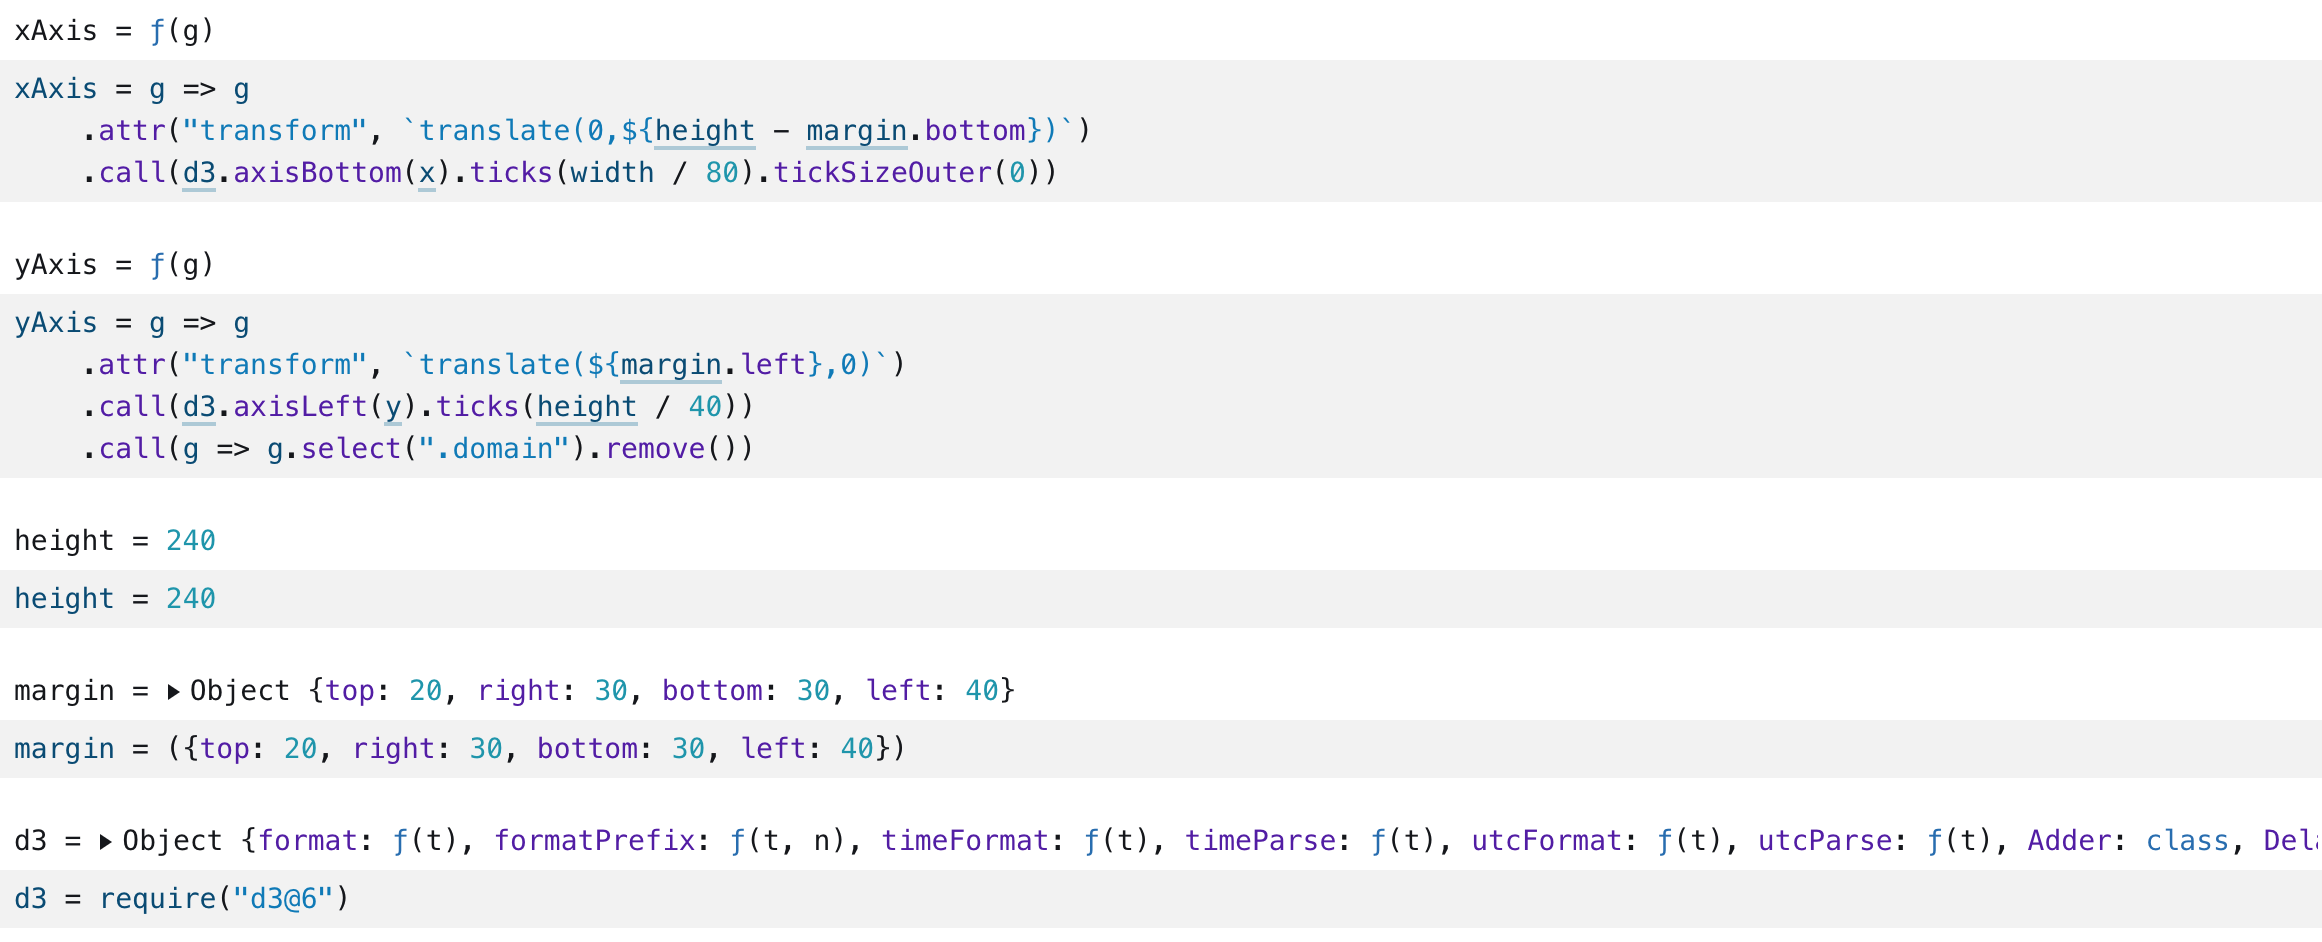 xAxis = ƒ(g)
xAxis = g => g
    .attr("transform", `translate(0,${height - margin.bottom})`)
    .call(d3.axisBottom(x).ticks(width / 80).tickSizeOuter(0))
yAxis = ƒ(g)
yAxis = g => g
    .attr("transform", `translate(${margin.left},0)`)
    .call(d3.axisLeft(y).ticks(height / 40))
    .call(g => g.select(".domain").remove())
height = 240
height = 240
margin = ▸Object {top: 20, right: 30, bottom: 30, left: 40}
margin = ({top: 20, right: 30, bottom: 30, left: 40})
d3 = ▸Object {format: ƒ(t), formatPrefix: ƒ(t, n), timeFormat: ƒ(t), timeParse: ƒ(t), utcFormat: ƒ(t), utcParse: ƒ(t), Adder: class,
d3 = require("d3@6")